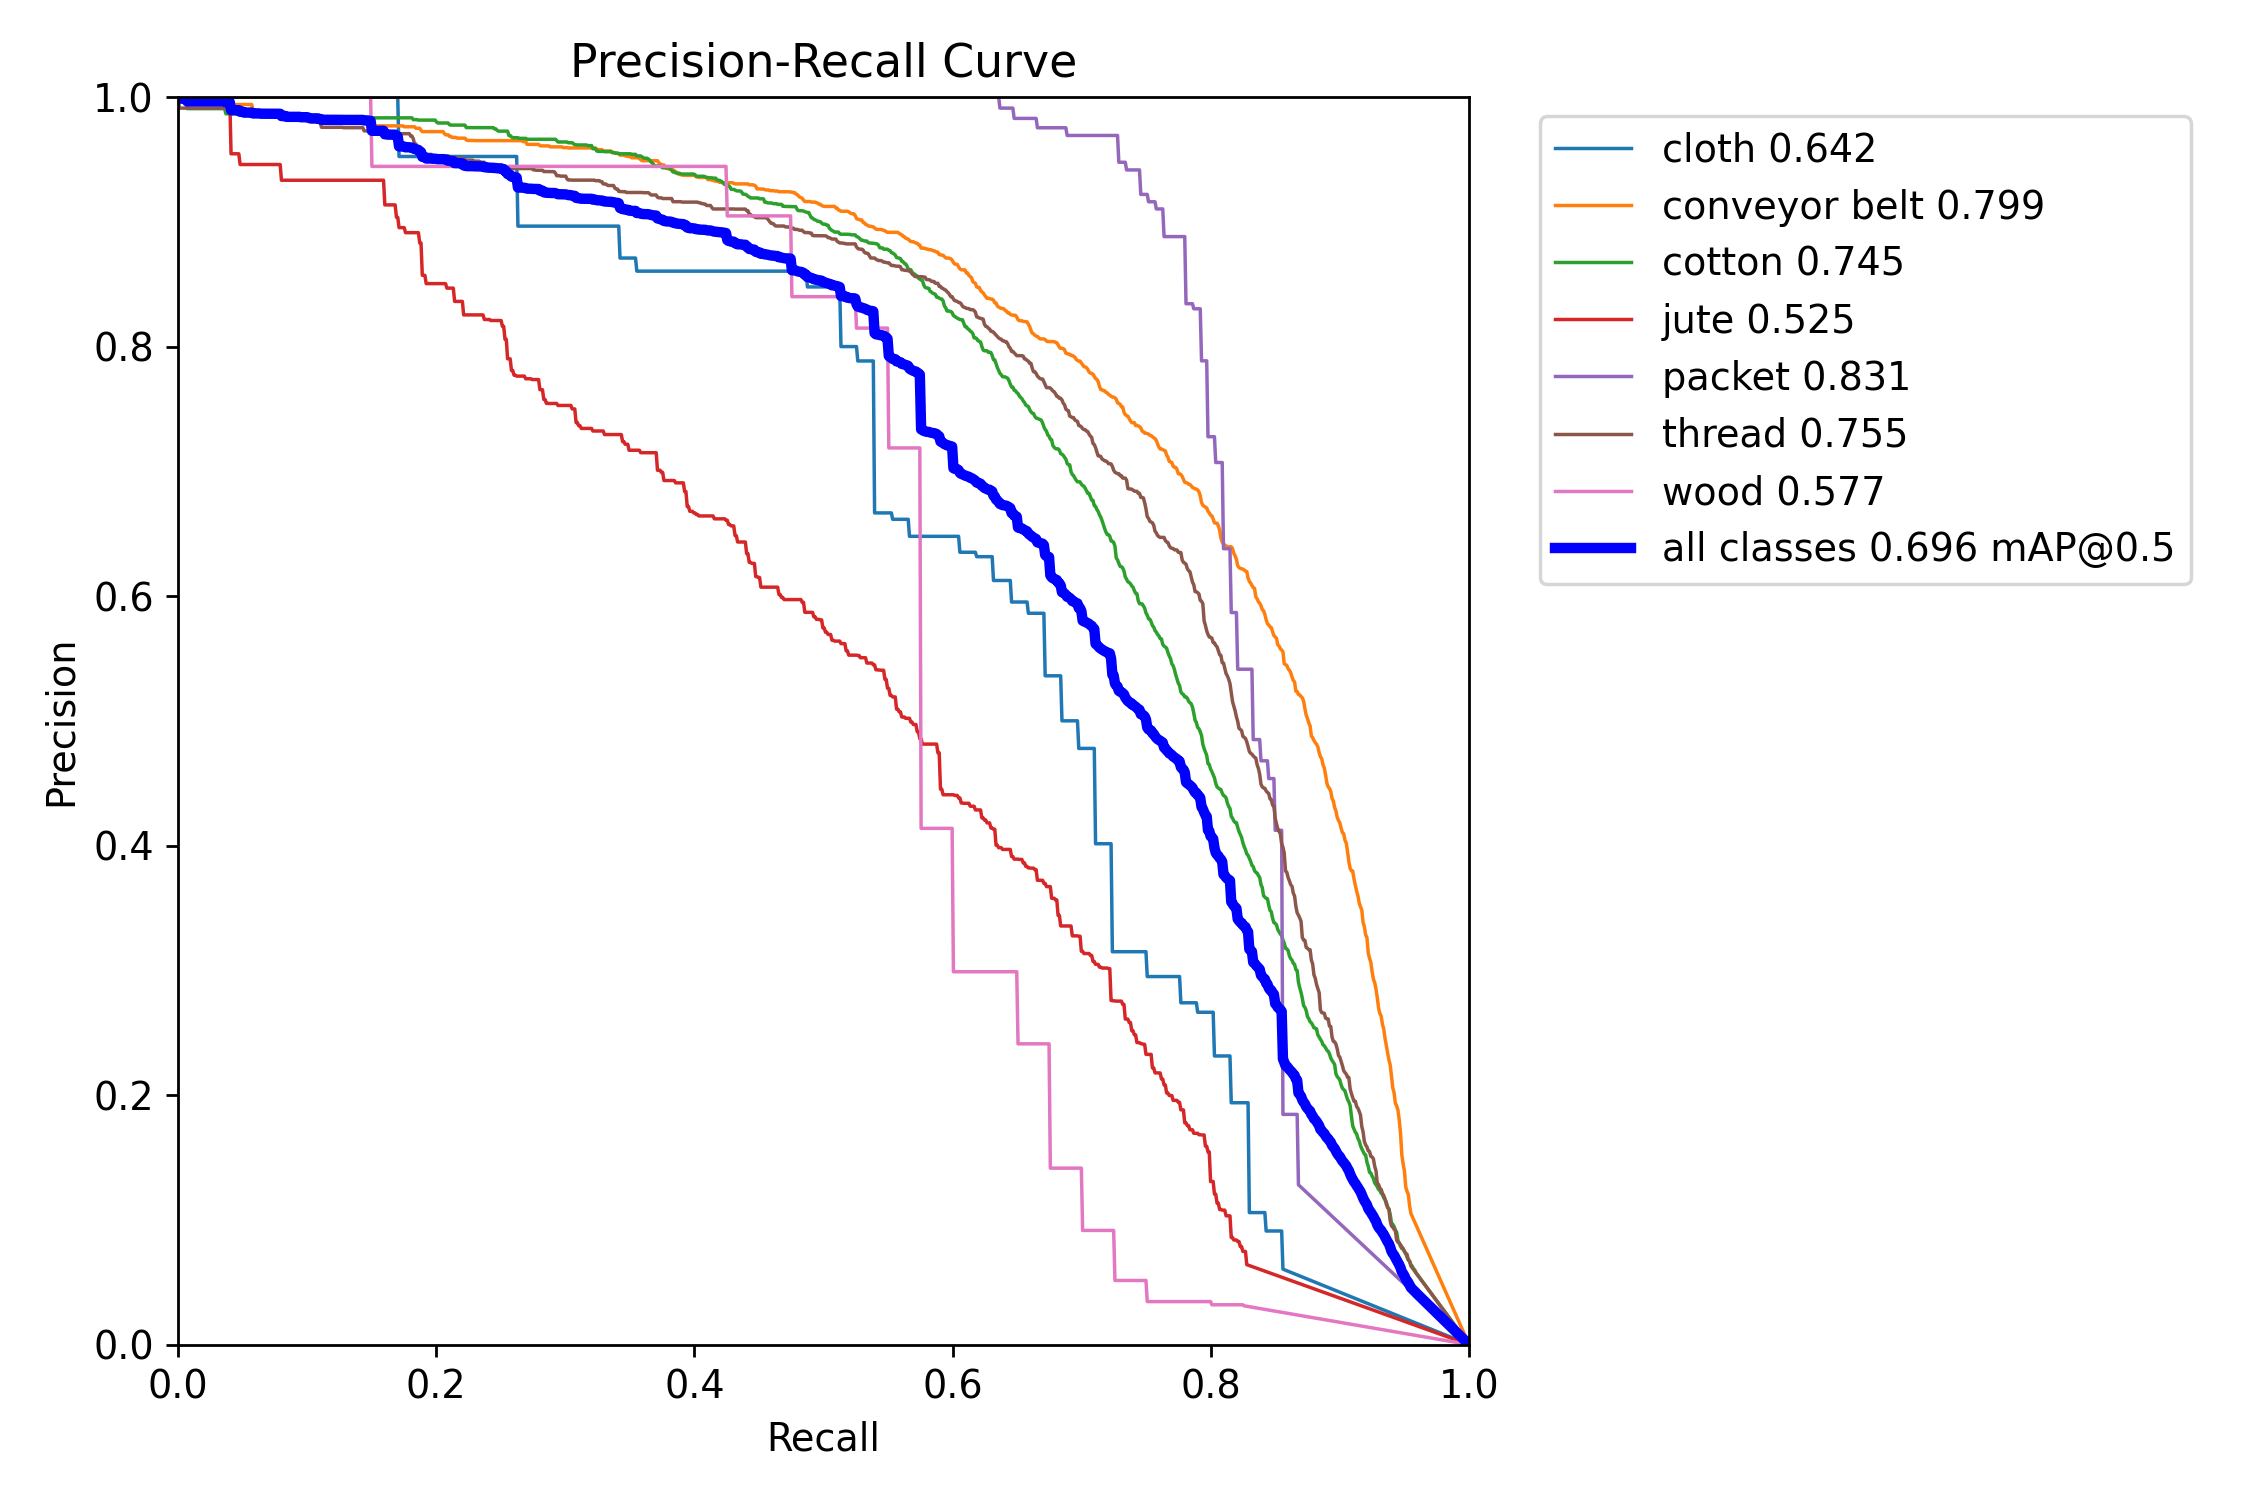 Precision-Recall Curve
1.0
0.8
0.6
0.4
0.2
0.0
Precision
0.0 0.2 0.4 0.6 0.8 1.0
Recall
cloth 0.642
conveyor belt 0.799
cotton 0.745
jute 0.525
packet 0.831
thread 0.755
wood 0.577
all classes 0.696 mAP@0.5